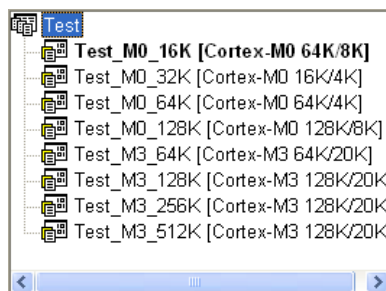 Test
Test_M0_16K [Cortex-M0 64K/8K]
Test_M0_32K [Cortex-M0 16K/4K]
Test_M0_64K [Cortex-M0 64K/4K]
Test_M0_128K [Cortex-M0 128K/8K]
Test_M3_64K [Cortex-M3 64K/20K]
Test_M3_128K [Cortex-M3 128K/20K
Test_M3_256K [Cortex-M3 128K/20K
Test_M3_512K [Cortex-M3 128K/20K